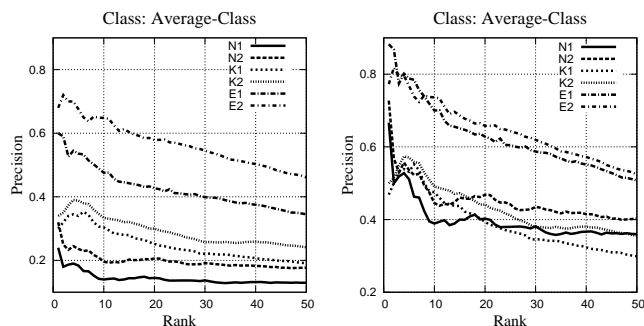 Class: Average-Class
Precision
0.8
0.6
0.4
0.2
0
10
20
30
40
50
Rank
N1
N2
K1
K2
E1
E2
Class: Average-Class
Precision
0.8
0.6
0.4
0.2
0
10
20
30
40
50
Rank
N1
N2
K1
K2
E1
E2